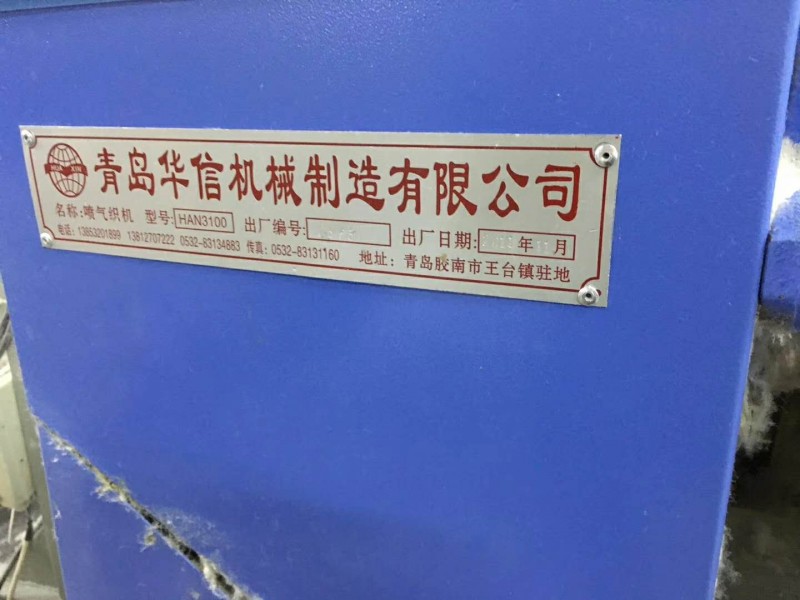 青岛华信机械制造有限公司
名称:喷气织机 型号:HAN3100 出厂编号: 出厂日期: 年 月
电话:13853201899 13812707222 0532-83134883 传真:0532-83131160 地址:青岛胶南市王台镇驻地